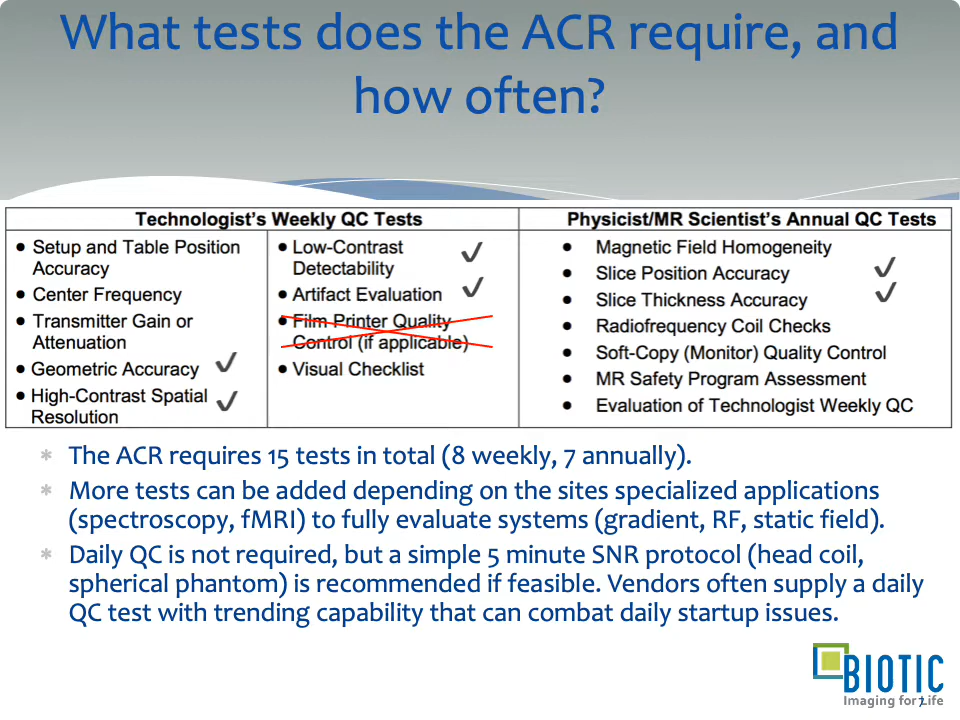 What tests does the ACR require, and
how often?
Technologist's Weekly QC Tests
● Setup and Table Position
Accuracy
● Center Frequency
● Transmitter Gain or
Attenuation
● Geometric Accuracy ✓
● High-Contrast Spatial ✓
Resolution
● Low-Contrast ✓
Detectability
● Artifact Evaluation ✓
● Film Printer Quality
Control (if applicable)
● Visual Checklist
Physicist/MR Scientist's Annual QC Tests
● Magnetic Field Homogeneity
● Slice Position Accuracy ✓
● Slice Thickness Accuracy ✓
● Radiofrequency Coil Checks
● Soft-Copy (Monitor) Quality Control
● MR Safety Program Assessment
● Evaluation of Technologist Weekly QC
* The ACR requires 15 tests in total (8 weekly, 7 annually).
* More tests can be added depending on the sites specialized applications
(spectroscopy, fMRI) to fully evaluate systems (gradient, RF, static field).
* Daily QC is not required, but a simple 5 minute SNR protocol (head coil,
spherical phantom) is recommended if feasible. Vendors often supply a daily
QC test with trending capability that can combat daily startup issues.
BIOTIC
Imaging for Life
7